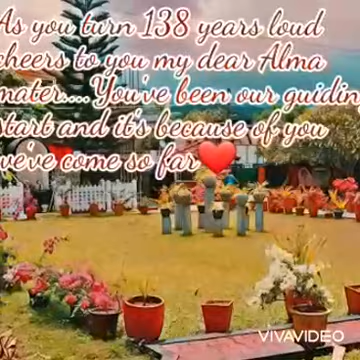 As you turn 138 years loud
cheers to you my dear Alma
mater.... You've been our guidin
start and it's because of you
we've come so far❤️
VIVAVIDEO